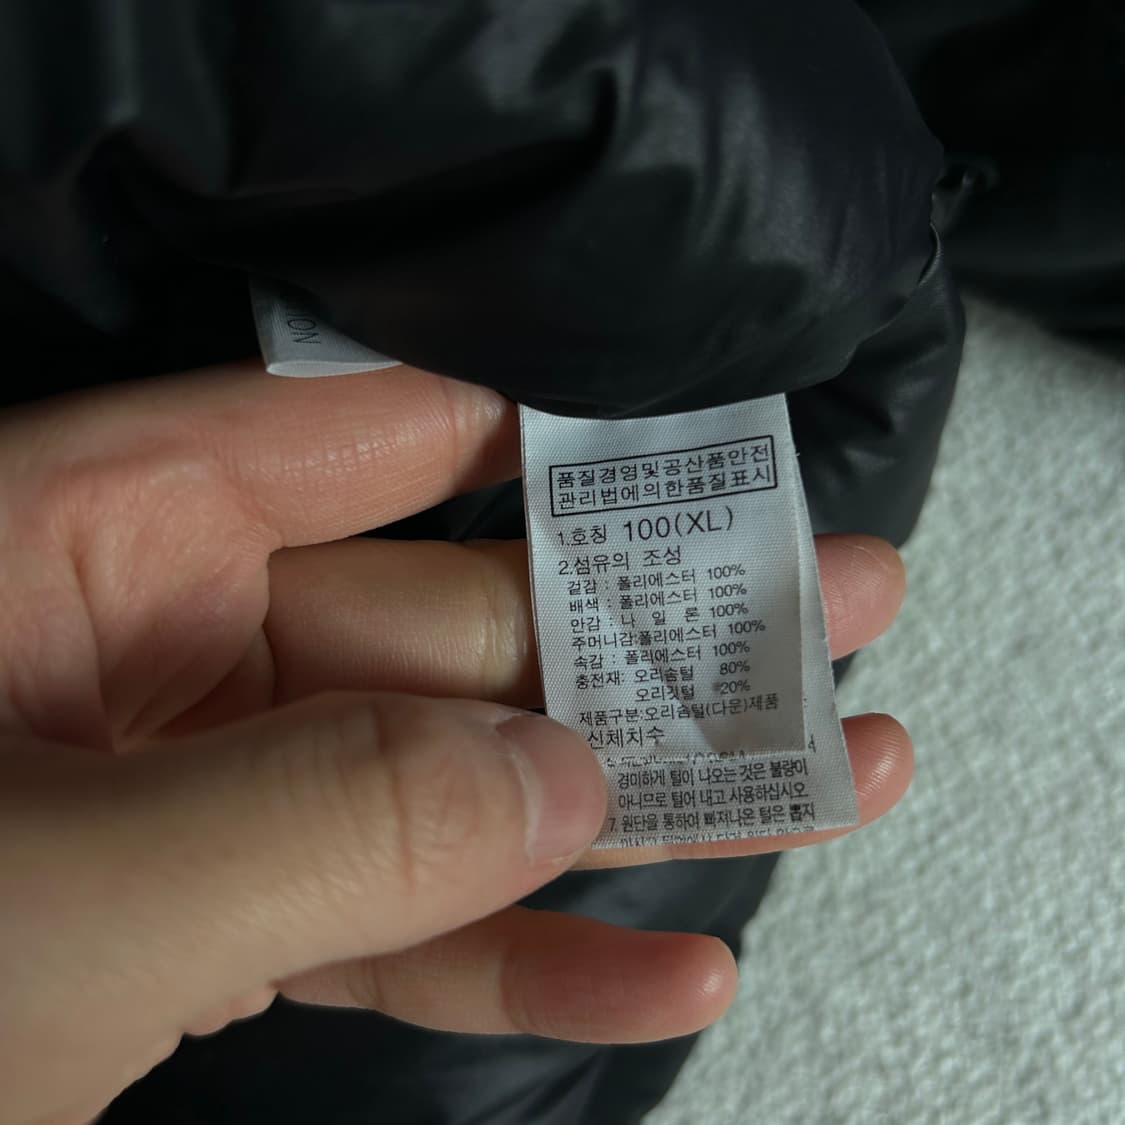 품질경영및공산품안전
관리법에의한품질표시
1.호칭 100(XL)
2.섬유의 조성
겉감 : 폴리에스터 100%
배색 : 폴리에스터 100%
안감 : 나 일 론 100%
주머니감:폴리에스터 100%
속감 : 폴리에스터 100%
충전재: 오리솜털 80%
오리깃털 20%
제품구분:오리솜털(다운)제품
신체치수
경미하게 털이 나오는 것은 불량이
아니므로 털어 내고 사용하십시오.
7. 원단을 통하여 빠져나온 털은 뽑지